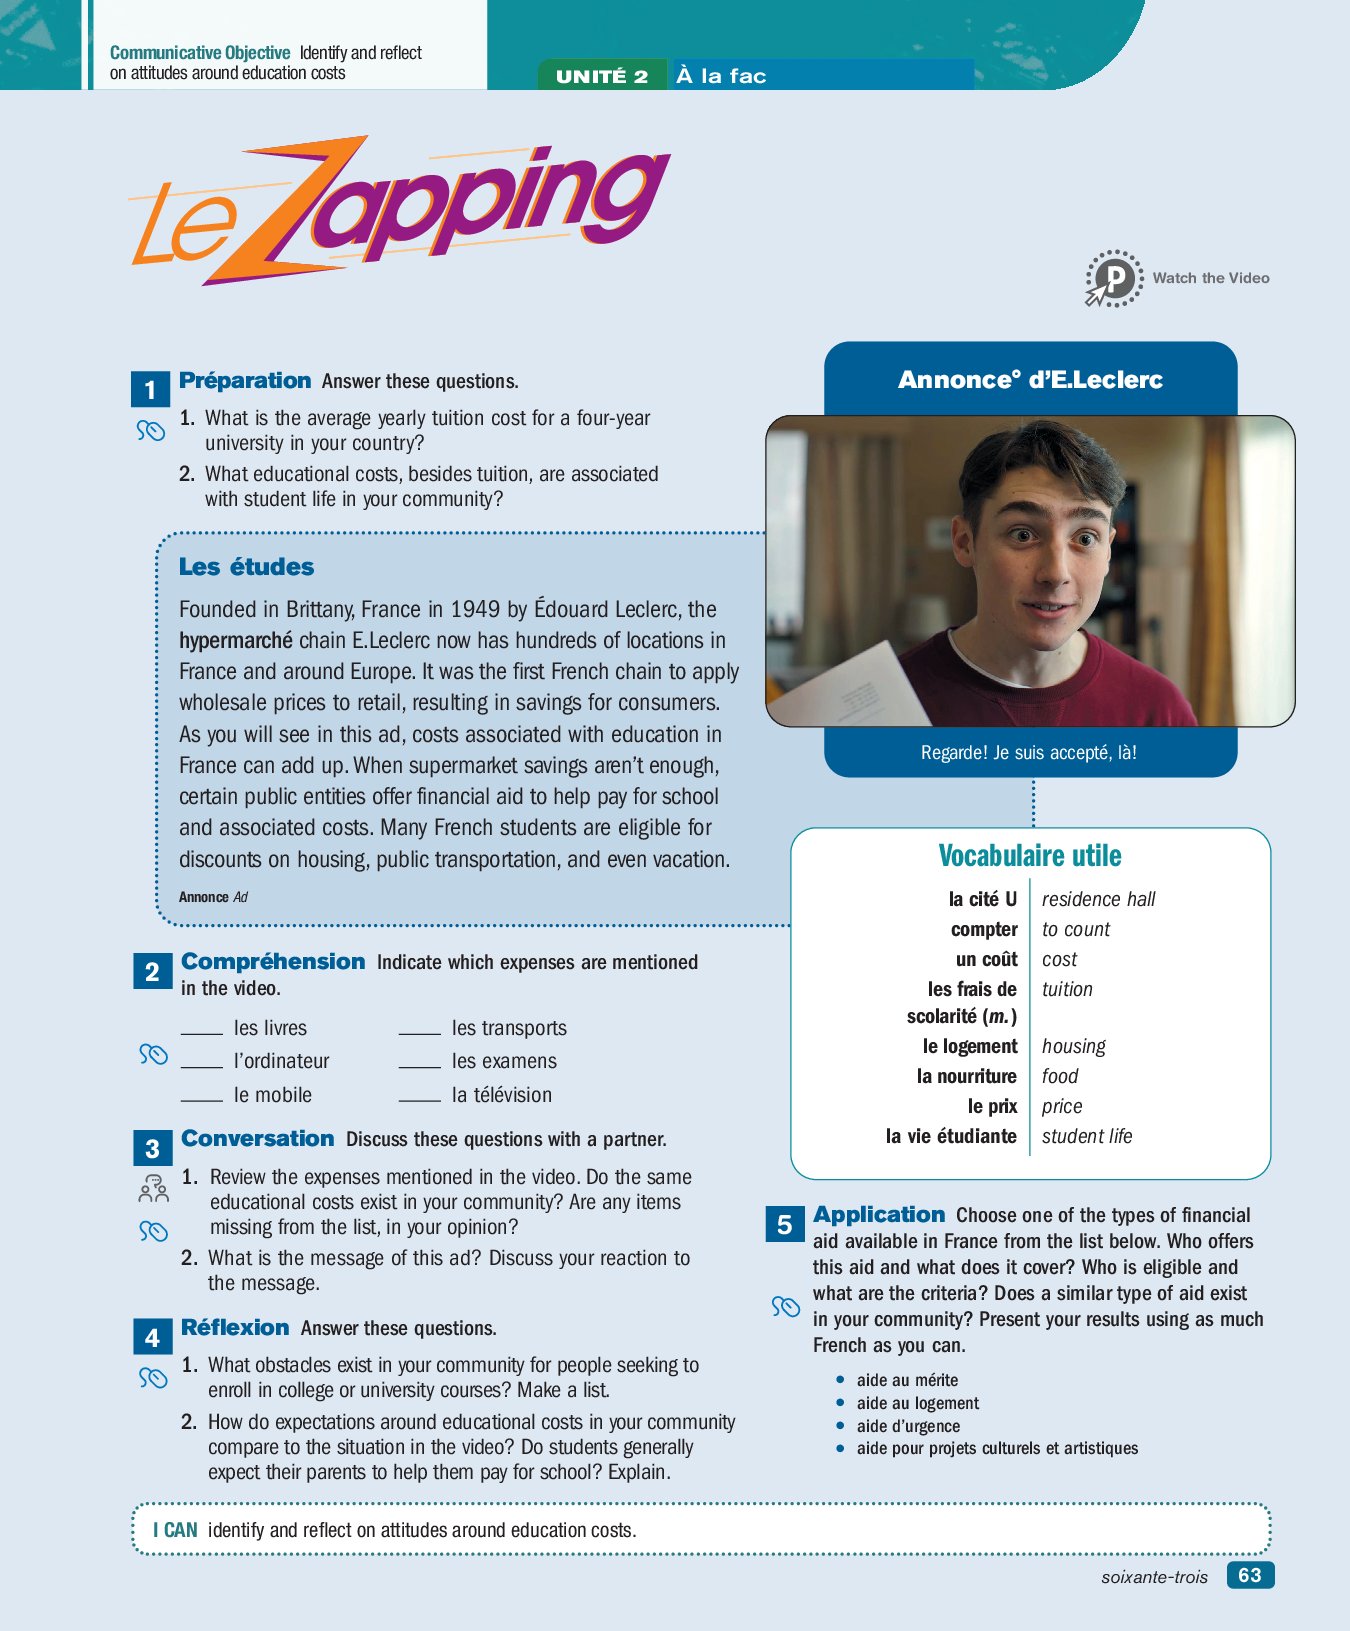 Communicative Objective Identify and reflect
on attitudes around education costs
UNITÉ 2 À la fac
Le Zapping
P Watch the Video
1 Préparation Answer these questions.
1. What is the average yearly tuition cost for a four-year
university in your country?
2. What educational costs, besides tuition, are associated
with student life in your community?
Annonce° d'E.Leclerc
Regarde! Je suis accepté, là!
Les études
Founded in Brittany, France in 1949 by Édouard Leclerc, the
hypermarché chain E.Leclerc now has hundreds of locations in
France and around Europe. It was the first French chain to apply
wholesale prices to retail, resulting in savings for consumers.
As you will see in this ad, costs associated with education in
France can add up. When supermarket savings aren't enough,
certain public entities offer financial aid to help pay for school
and associated costs. Many French students are eligible for
discounts on housing, public transportation, and even vacation.
Annonce Ad
Vocabulaire utile
la cité U residence hall
compter to count
un coût cost
les frais de tuition
scolarité (m.)
le logement housing
la nourriture food
le prix price
la vie étudiante student life
2 Compréhension Indicate which expenses are mentioned
in the video.
____ les livres ____ les transports
____ l'ordinateur ____ les examens
____ le mobile ____ la télévision
3 Conversation Discuss these questions with a partner.
1. Review the expenses mentioned in the video. Do the same
educational costs exist in your community? Are any items
missing from the list, in your opinion?
2. What is the message of this ad? Discuss your reaction to
the message.
4 Réflexion Answer these questions.
1. What obstacles exist in your community for people seeking to
enroll in college or university courses? Make a list.
2. How do expectations around educational costs in your community
compare to the situation in the video? Do students generally
expect their parents to help them pay for school? Explain.
5 Application Choose one of the types of financial
aid available in France from the list below. Who offers
this aid and what does it cover? Who is eligible and
what are the criteria? Does a similar type of aid exist
in your community? Present your results using as much
French as you can.
• aide au mérite
• aide au logement
• aide d'urgence
• aide pour projets culturels et artistiques
I CAN identify and reflect on attitudes around education costs.
soixante-trois 63